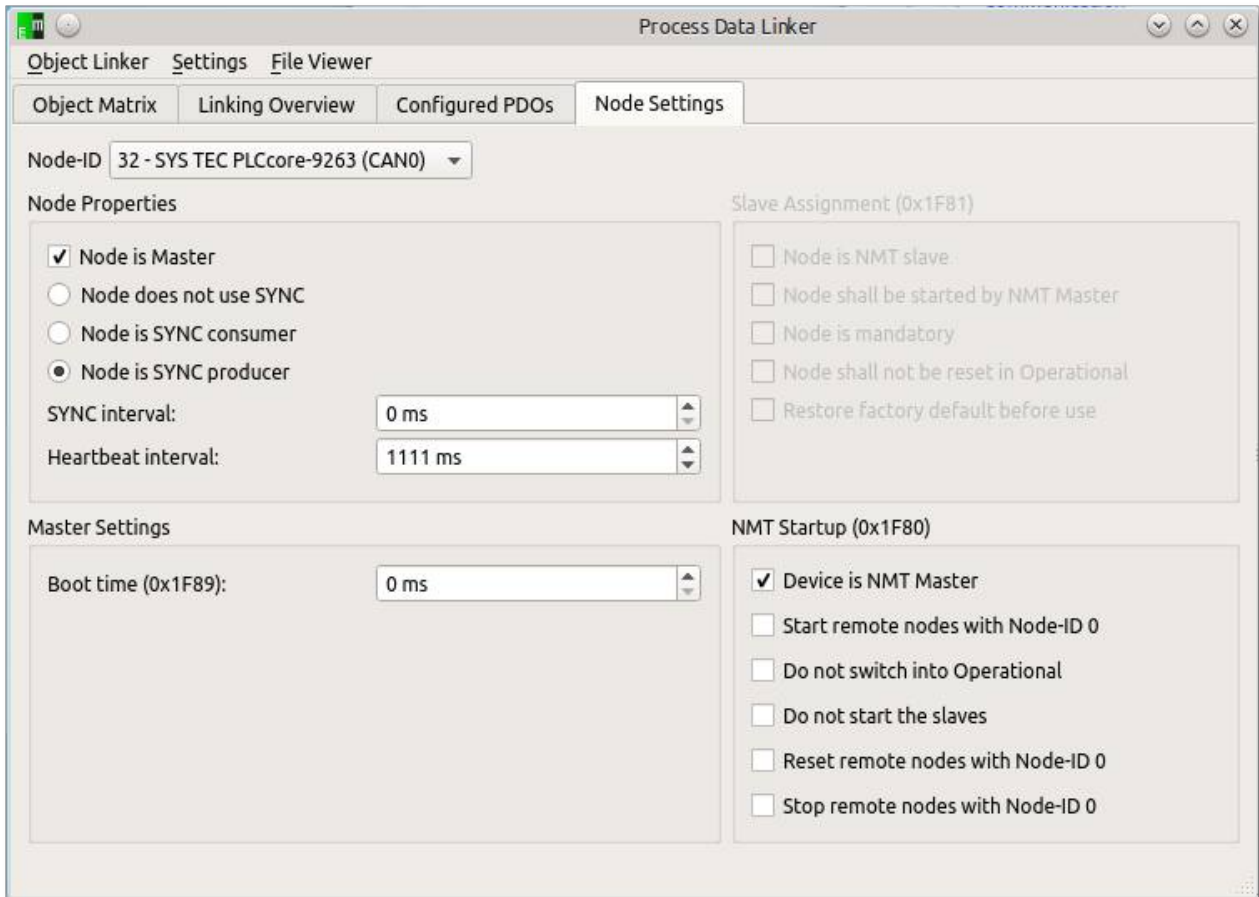 Process Data Linker
Object Linker Settings File Viewer
Object Matrix Linking Overview Configured PDOs Node Settings
Node-ID 32 - SYS TEC PLCcore-9263 (CAN0)
Node Properties
Node is Master
Node does not use SYNC
Node is SYNC consumer
Node is SYNC producer
SYNC interval: 0 ms
Heartbeat interval: 1111 ms
Slave Assignment (0x1F81)
Node is NMT slave
Node shall be started by NMT Master
Node is mandatory
Node shall not be reset in Operational
Restore factory default before use
Master Settings
Boot time (0x1F89): 0 ms
NMT Startup (0x1F80)
Device is NMT Master
Start remote nodes with Node-ID 0
Do not switch into Operational
Do not start the slaves
Reset remote nodes with Node-ID 0
Stop remote nodes with Node-ID 0